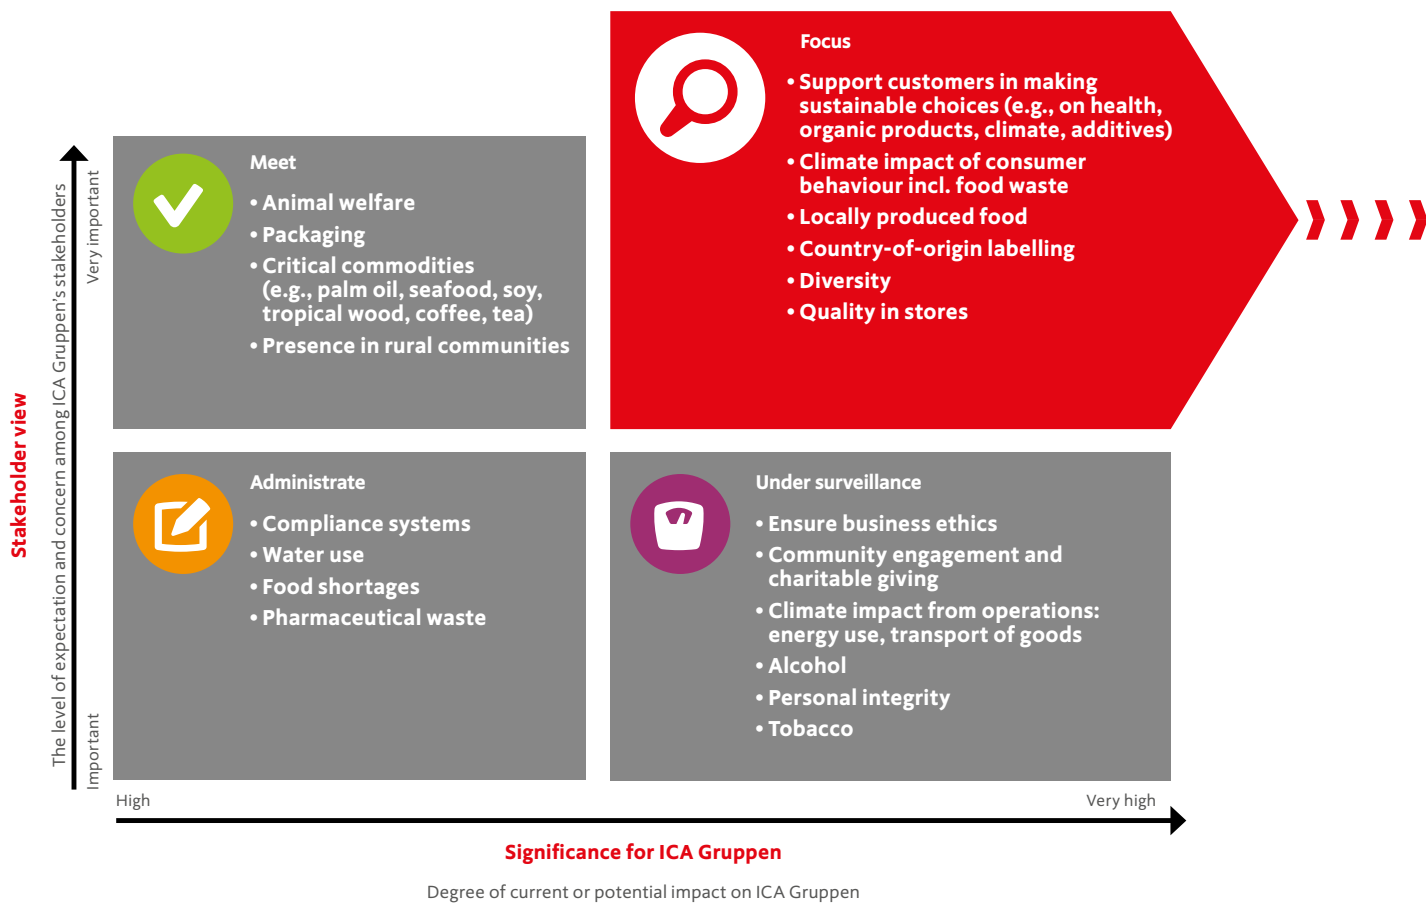 Focus
• Support customers in making
sustainable choices (e.g., on health,
organic products, climate, additives)
• Climate impact of consumer
behaviour incl. food waste
• Locally produced food
• Country-of-origin labelling
• Diversity
• Quality in stores
Meet
• Animal welfare
• Packaging
• Critical commodities
(e.g., palm oil, seafood, soy,
tropical wood, coffee, tea)
• Presence in rural communities
Stakeholder view
The level of expectation and concern among ICA Gruppen's stakeholders
Very important
Important
Administrate
• Compliance systems
• Water use
• Food shortages
• Pharmaceutical waste
Under surveillance
• Ensure business ethics
• Community engagement and
charitable giving
• Climate impact from operations:
energy use, transport of goods
• Alcohol
• Personal integrity
• Tobacco
High
Very high
Significance for ICA Gruppen
Degree of current or potential impact on ICA Gruppen